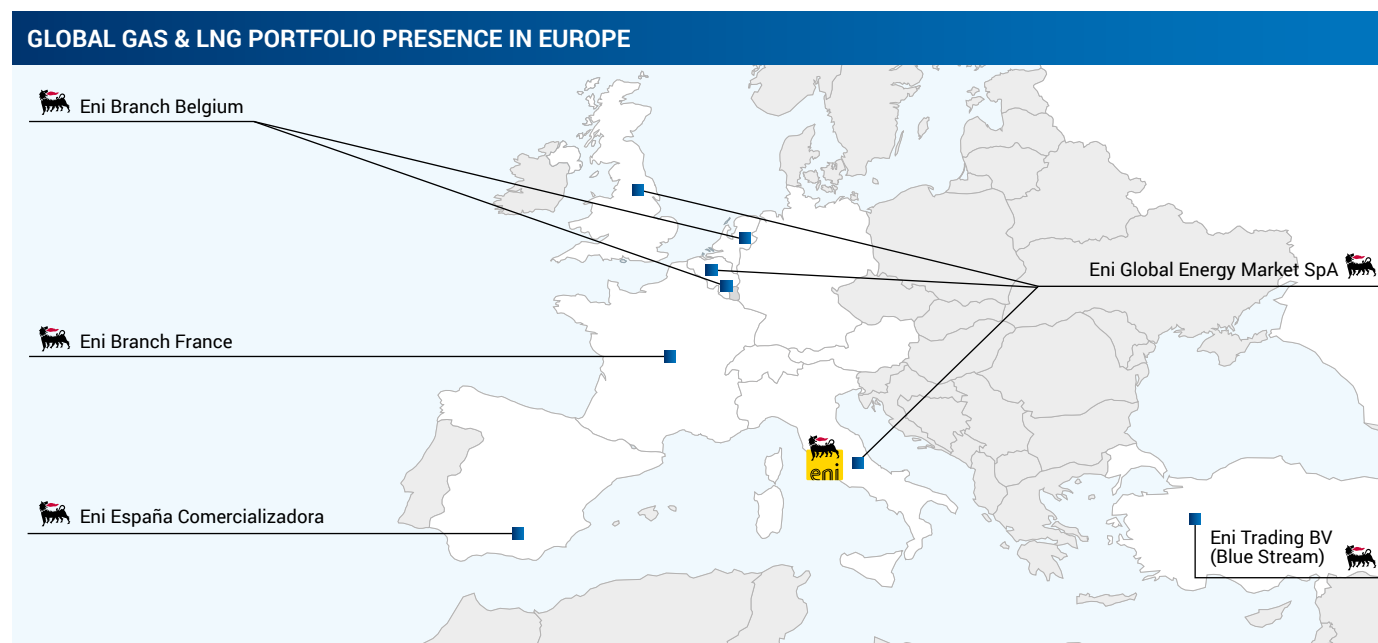 GLOBAL GAS & LNG PORTFOLIO PRESENCE IN EUROPE
Eni Branch Belgium
Eni Global Energy Market SpA
Eni Branch France
eni
Eni España Comercializadora
Eni Trading BV
(Blue Stream)